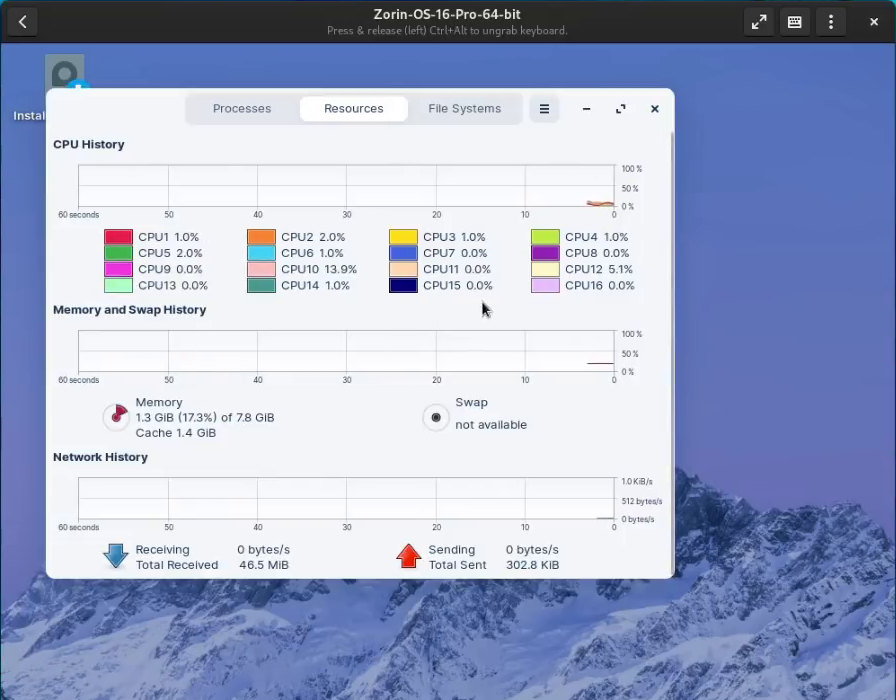 Zorin-OS-16-Pro-64-bit
Press & release (left) Ctrl+Alt to ungrab keyboard.
Instal
Processes Resources File Systems
CPU History
100 %
50 %
0 %
60 seconds 50 40 30 20 10 0
CPU1 1.0% CPU2 2.0% CPU3 1.0% CPU4 1.0%
CPU5 2.0% CPU6 1.0% CPU7 0.0% CPU8 0.0%
CPU9 0.0% CPU10 13.9% CPU11 0.0% CPU12 5.1%
CPU13 0.0% CPU14 1.0% CPU15 0.0% CPU16 0.0%
Memory and Swap History
100 %
50 %
0 %
60 seconds 50 40 30 20 10 0
Memory
1.3 GiB (17.3%) of 7.8 GiB
Cache 1.4 GiB
Swap
not available
Network History
1.0 KiB/s
512 bytes/s
0 bytes/s
60 seconds 50 40 30 20 10 0
Receiving 0 bytes/s
Total Received 46.5 MiB
Sending 0 bytes/s
Total Sent 302.8 KiB